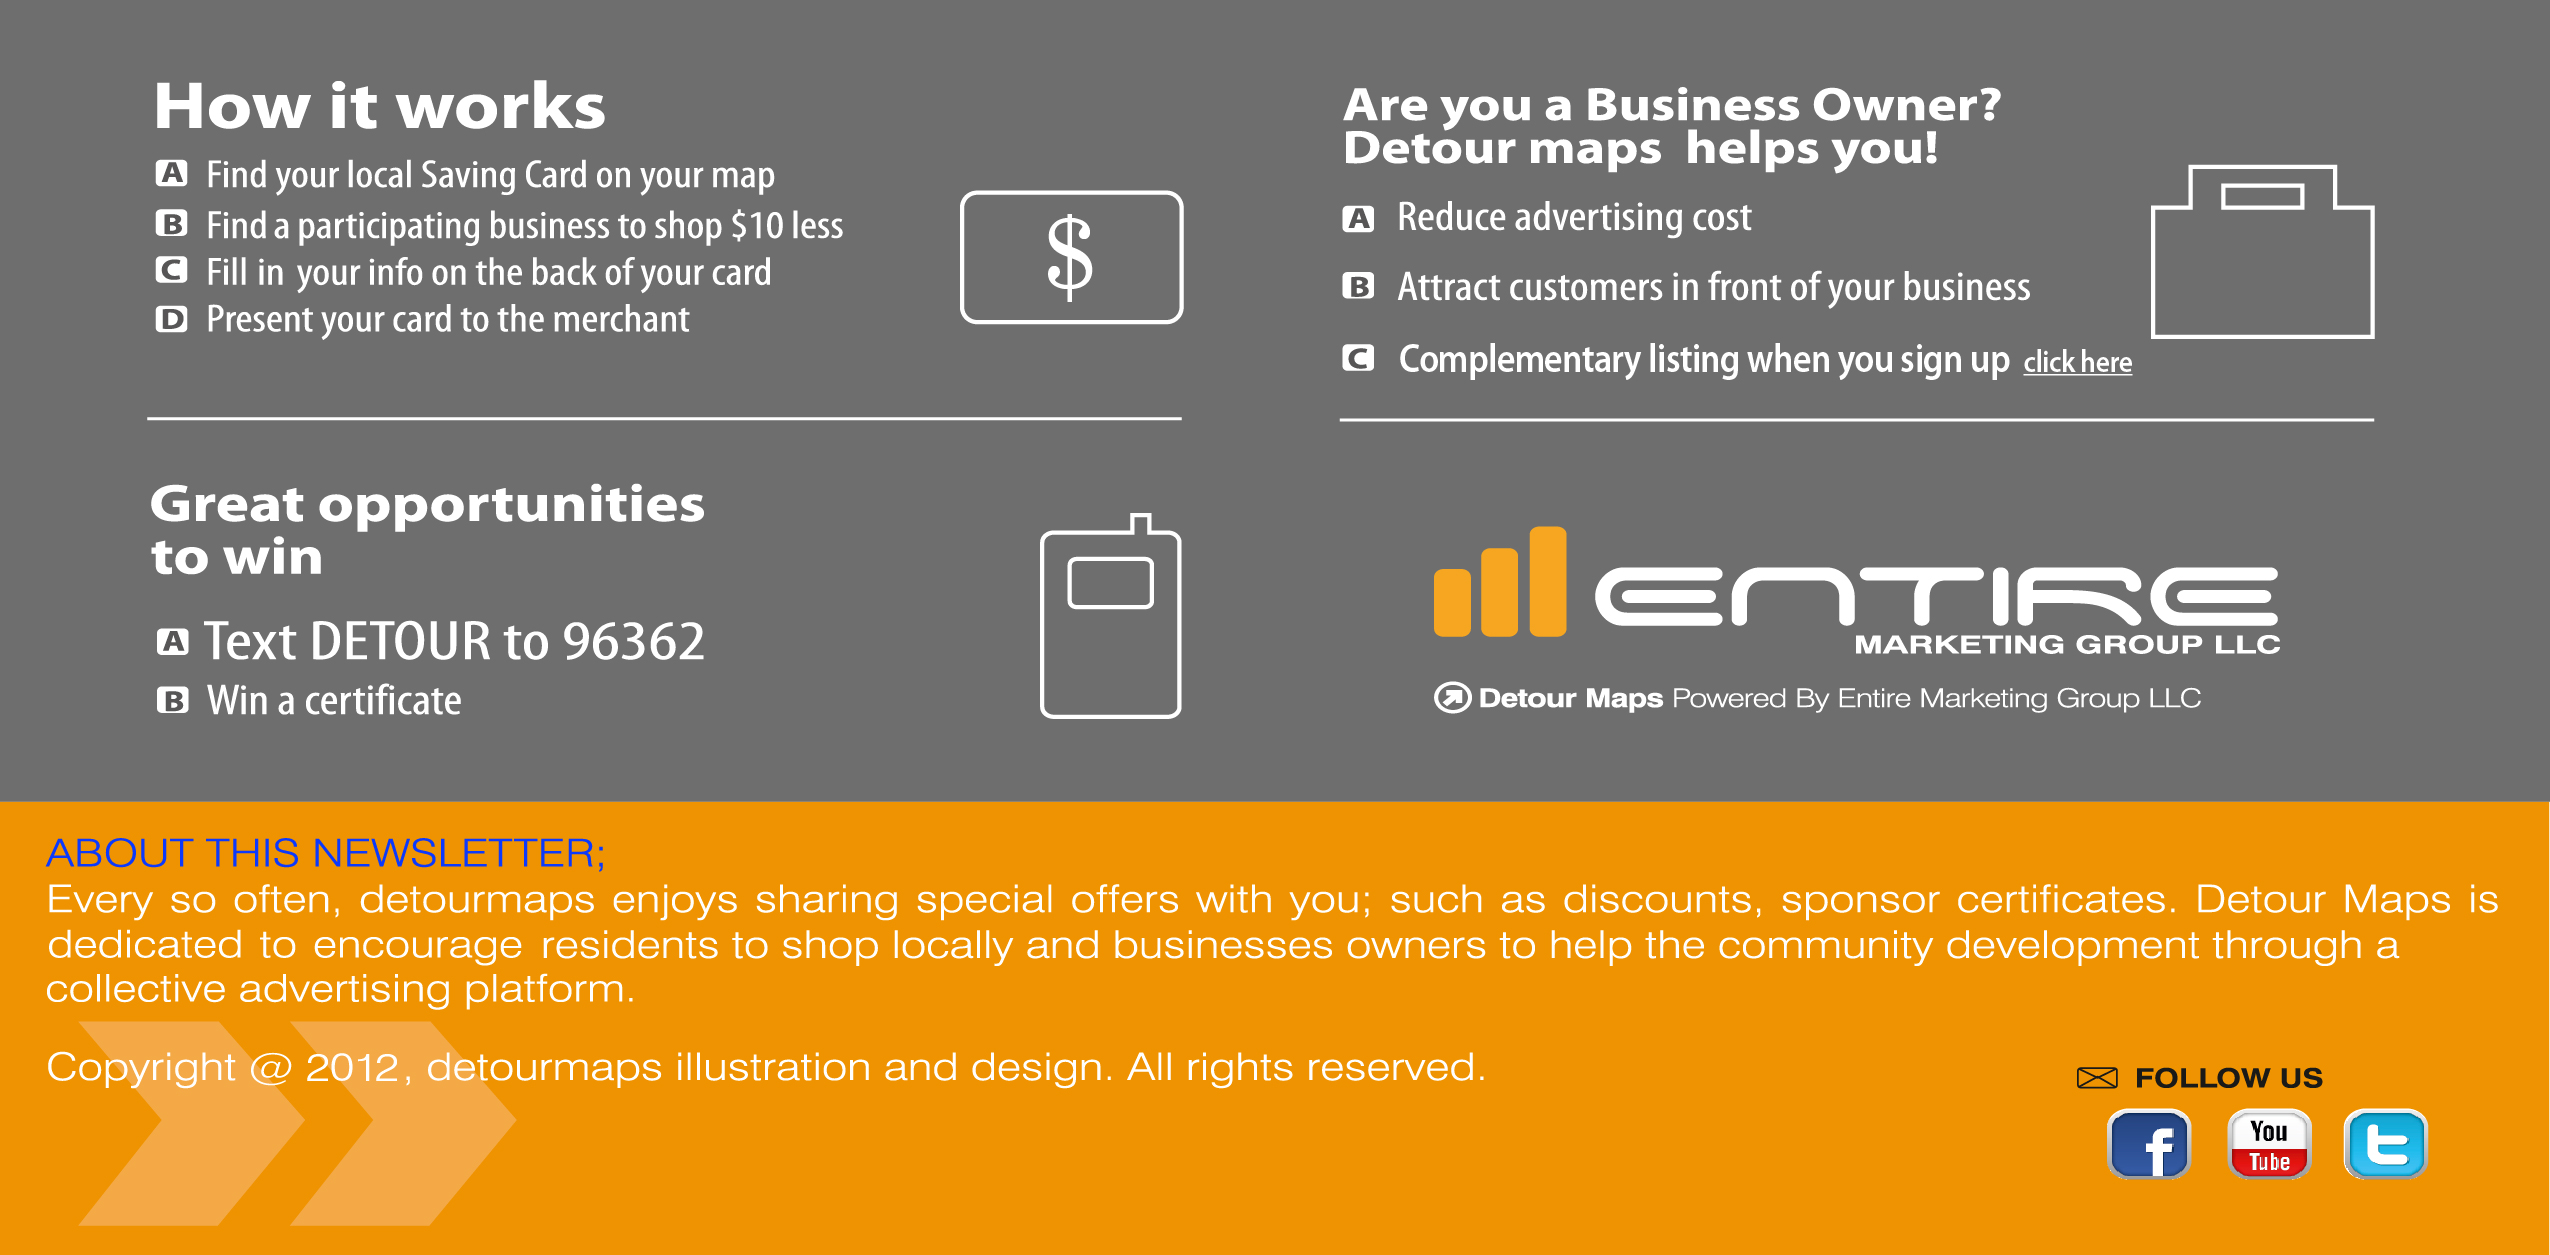 How it works
A Find your local Saving Card on your map
B Find a participating business to shop $10 less
C Fill in your info on the back of your card
D Present your card to the merchant
$
Are you a Business Owner?
Detour maps helps you!
A Reduce advertising cost
B Attract customers in front of your business
C Complementary listing when you sign up click here
Great opportunities
to win
A Text DETOUR to 96362
B Win a certificate
ENTIRE
MARKETING GROUP LLC
Detour Maps Powered By Entire Marketing Group LLC
ABOUT THIS NEWSLETTER;
Every so often, detourmaps enjoys sharing special offers with you; such as discounts, sponsor certificates. Detour Maps is
dedicated to encourage residents to shop locally and businesses owners to help the community development through a
collective advertising platform.
Copyright @ 2012, detourmaps illustration and design. All rights reserved.
FOLLOW US
f
You
Tube
t